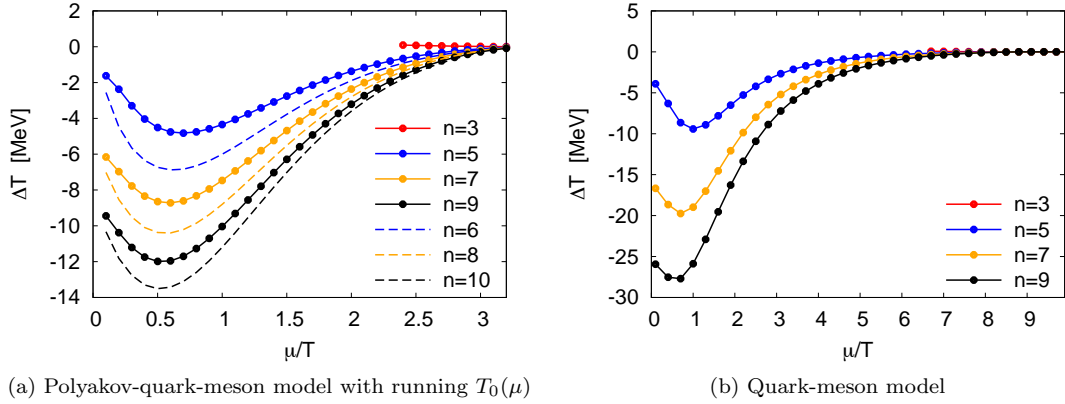 ΔT [MeV]
0
-2
-4
-6
-8
-10
-12
-14
0 0.5 1 1.5 2 2.5 3
μ/T
n=3
n=5
n=7
n=9
n=6
n=8
n=10
(a) Polyakov-quark-meson model with running T₀(μ)
ΔT [MeV]
5
0
-5
-10
-15
-20
-25
-30
0 1 2 3 4 5 6 7 8 9
μ/T
n=3
n=5
n=7
n=9
(b) Quark-meson model